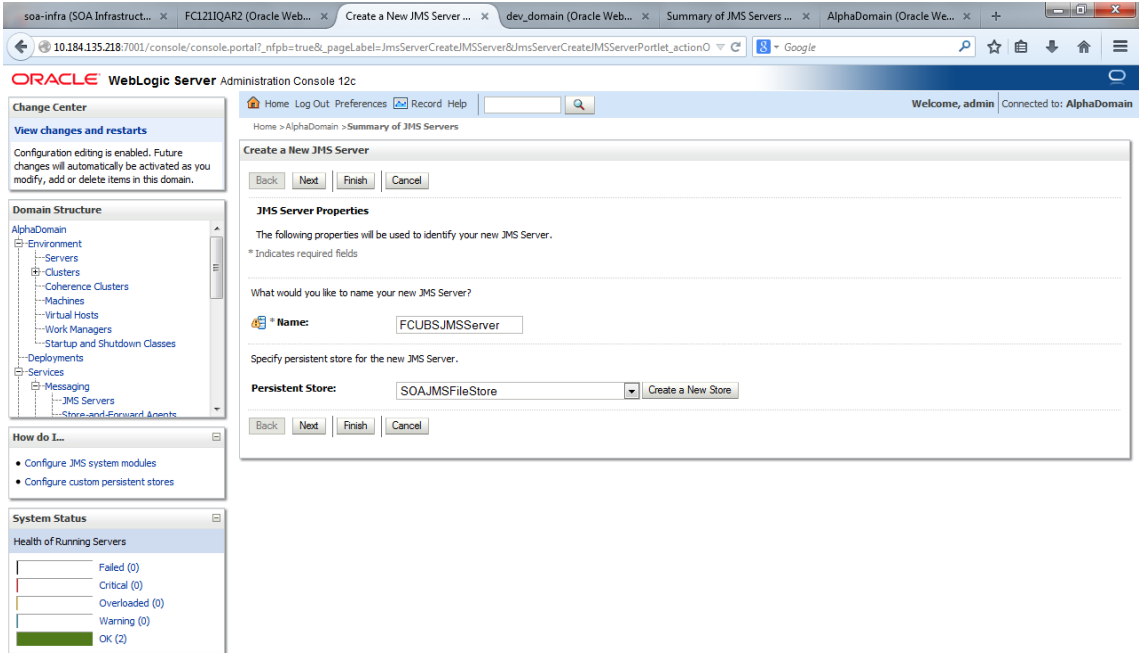 soa-infra (SOA Infrastruct... ×
FC121IQAR2 (Oracle Web... ×
Create a New JMS Server ... ×
dev_domain (Oracle Web... ×
Summary of JMS Servers ... ×
AlphaDomain (Oracle We... ×
10.184.135.218:7001/console/console.portal?_nfpb=true&_pageLabel=JmsServerCreateJMSServer&JmsServerCreateJMSServerPortlet_actionO
Google
ORACLE WebLogic Server Administration Console 12c
Change Center
View changes and restarts
Configuration editing is enabled. Future
changes will automatically be activated as you
modify, add or delete items in this domain.
Domain Structure
AlphaDomain
Environment
Servers
Clusters
Coherence Clusters
Machines
Virtual Hosts
Work Managers
Startup and Shutdown Classes
Deployments
Services
Messaging
JMS Servers
Store-and-Forward Agents
How do I...
Configure JMS system modules
Configure custom persistent stores
System Status
Health of Running Servers
Failed (0)
Critical (0)
Overloaded (0)
Warning (0)
OK (2)
Home Log Out Preferences Record Help
Welcome, admin Connected to: AlphaDomain
Home >AlphaDomain >Summary of JMS Servers
Create a New JMS Server
Back Next Finish Cancel
JMS Server Properties
The following properties will be used to identify your new JMS Server.
* Indicates required fields
What would you like to name your new JMS Server?
* Name: FCUBSJMSServer
Specify persistent store for the new JMS Server.
Persistent Store: SOAJMSFileStore Create a New Store
Back Next Finish Cancel